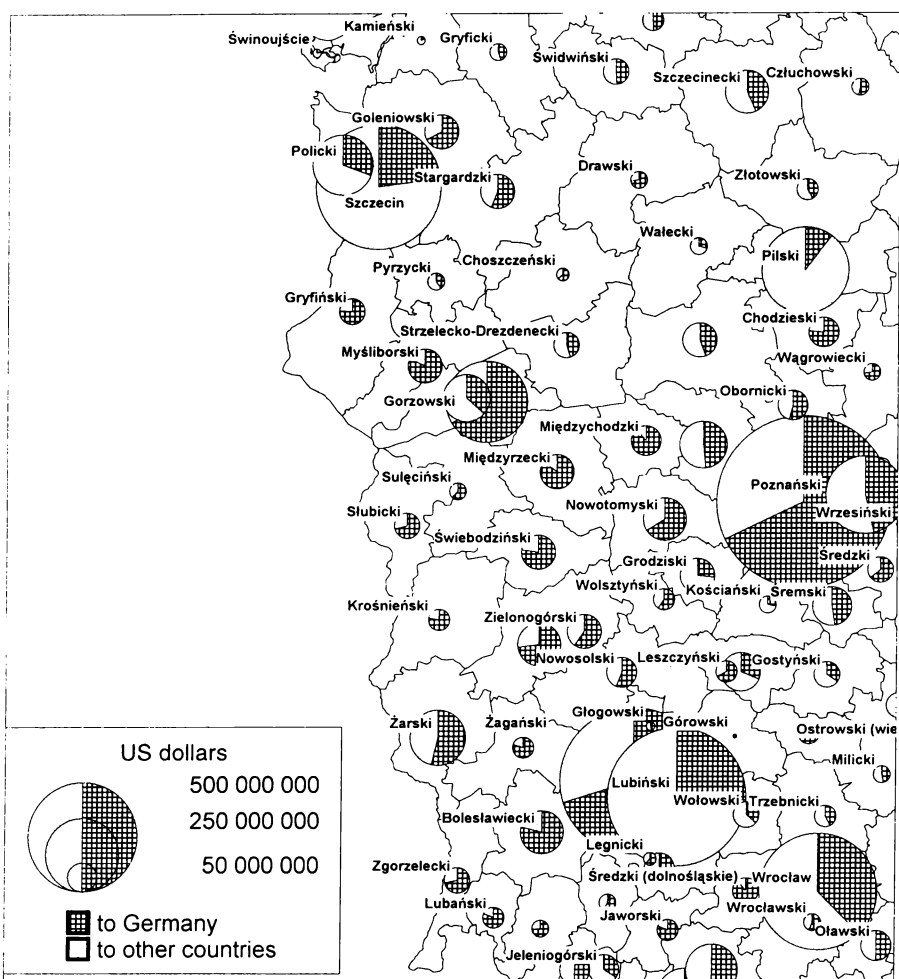 Kamieński
Świnoujście
Gryficki
Świdwiński
Szczecinecki
Człuchowski
Goleniowski
Policki
Stargardzki
Szczecin
Drawski
Złotowski
Wałecki
Pilski
Choszczeński
Pyrzycki
Gryfiński
Strzelecko-Drezdenecki
Chodzieski
Myśliborski
Wągrowiecki
Gorzowski
Obornicki
Międzychodzki
Międzyrzecki
Sulęciński
Poznański
Słubicki
Nowotomyski
Wrzesiński
Świebodziński
Grodziski
Średzki
Wolsztyński
Kościański
Śremski
Krośnieński
Zielonogórski
Nowosolski
Leszczyński
Gostyński
Głogowski
Górowski
Żarski
Żagański
Ostrowski (wie
Milicki
Lubiński
Wołowski
Trzebnicki
Bolesławiecki
Legnicki
Zgorzelecki
Średzki (dolnośląskie)
Wrocław
Lubański
Jaworski
Wrocławski
Oławski
Jeleniogórski
US dollars
500 000 000
250 000 000
50 000 000
to Germany
to other countries